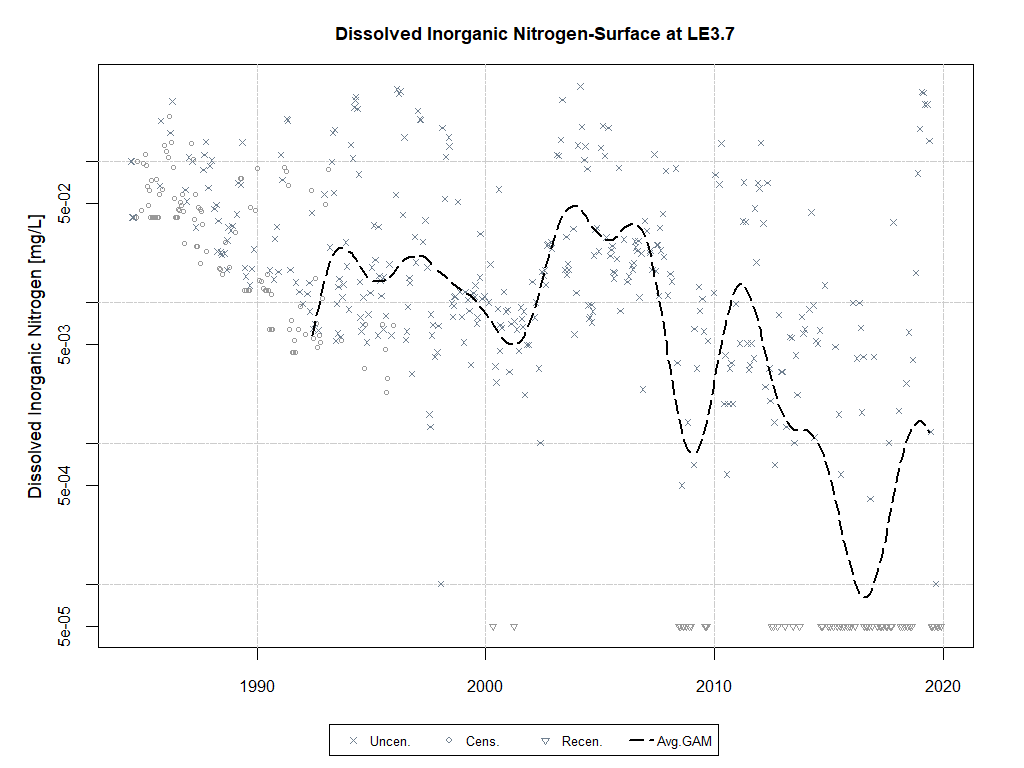 Dissolved Inorganic Nitrogen-Surface at LE3.7
Dissolved Inorganic Nitrogen [mg/L]
5e-02
5e-03
5e-04
5e-05
1990 2000 2010 2020
Uncen. Cens. Recen. Avg.GAM